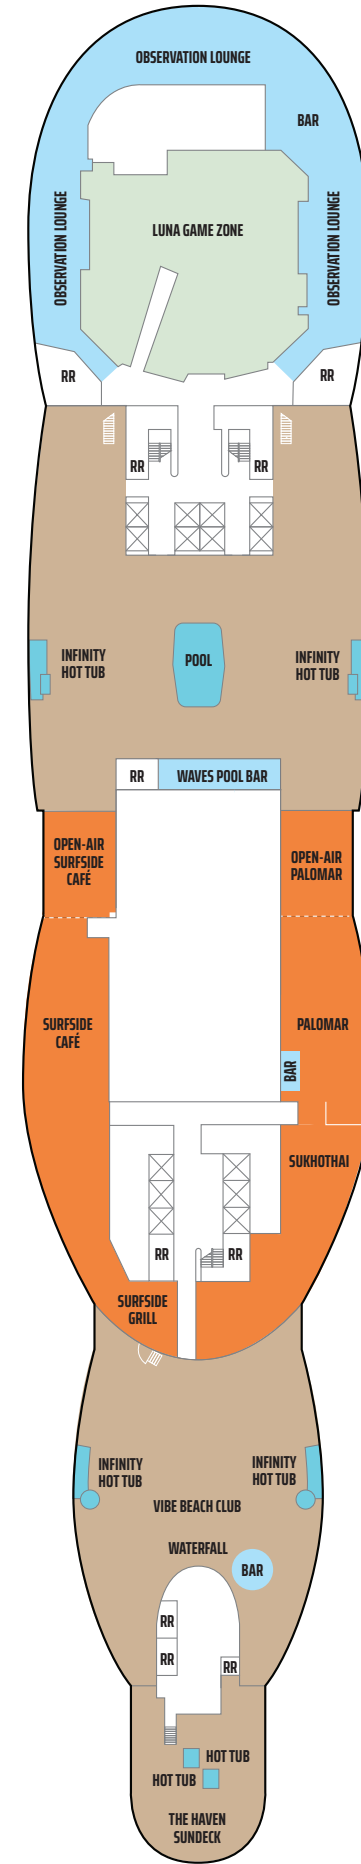 OBSERVATION LOUNGE
BAR
OBSERVATION LOUNGE
LUNA GAME ZONE
OBSERVATION LOUNGE
RR
RR
RR
RR
INFINITY
HOT TUB
POOL
INFINITY
HOT TUB
RR
WAVES POOL BAR
OPEN-AIR
SURFSIDE
CAFÉ
OPEN-AIR
PALOMAR
SURFSIDE
CAFÉ
PALOMAR
BAR
SUKHOTHAI
RR
RR
SURFSIDE
GRILL
INFINITY
HOT TUB
INFINITY
HOT TUB
VIBE BEACH CLUB
WATERFALL
BAR
RR
RR
RR
HOT TUB
HOT TUB
THE HAVEN
SUNDECK